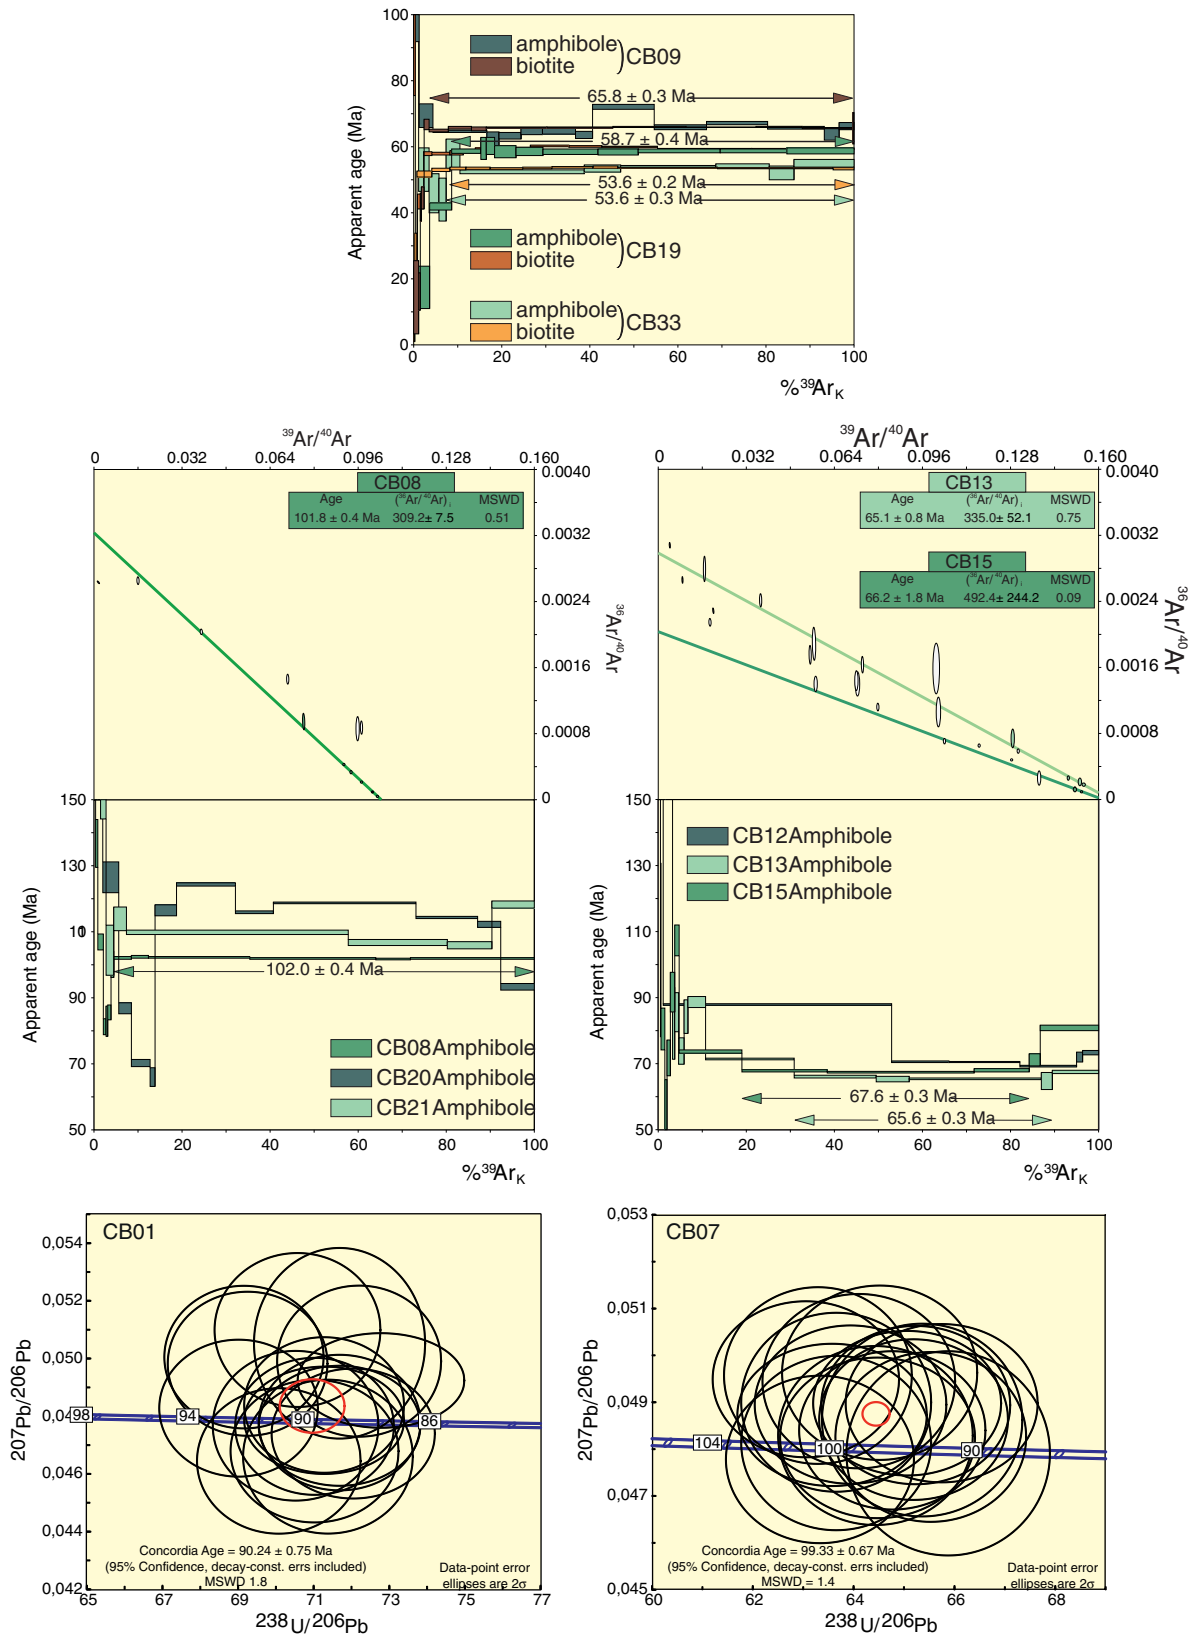 100
80
60
40
20
0
Apparent age (Ma)
amphibole
biotite
CB09
65.8 ± 0.3 Ma
58.7 ± 0.4 Ma
53.6 ± 0.2 Ma
53.6 ± 0.3 Ma
amphibole
biotite
CB19
amphibole
biotite
CB33
0 20 40 60 80 100
%³⁹Ar_K
³⁹Ar/⁴⁰Ar
0 0.032 0.064 0.096 0.128 0.160
CB08
Age (³⁶Ar/⁴⁰Ar)ᵢ MSWD
101.8 ± 0.4 Ma 309.2± 7.5 0.51
0.0040
0.0032
0.0024
0.0016
0.0008
0
³⁶Ar/⁴⁰Ar
150
130
110
90
70
50
Apparent age (Ma)
102.0 ± 0.4 Ma
CB08Amphibole
CB20Amphibole
CB21Amphibole
0 20 40 60 80 100
%³⁹Ar_K
³⁹Ar/⁴⁰Ar
0 0.032 0.064 0.096 0.128 0.160
CB13
Age (³⁶Ar/⁴⁰Ar)ᵢ MSWD
65.1 ± 0.8 Ma 335.0± 52.1 0.75
CB15
Age (³⁶Ar/⁴⁰Ar)ᵢ MSWD
66.2 ± 1.8 Ma 492.4± 244.2 0.09
0.0040
0.0032
0.0024
0.0016
0.0008
0
³⁶Ar/⁴⁰Ar
150
130
110
90
70
50
Apparent age (Ma)
CB12Amphibole
CB13Amphibole
CB15Amphibole
67.6 ± 0.3 Ma
65.6 ± 0.3 Ma
0 20 40 60 80 100
%³⁹Ar_K
CB01
0,054
0,052
0,050
0,048
0,046
0,044
0,042
207Pb/206Pb
98 94 90 86
Concordia Age = 90.24 ± 0.75 Ma
(95% Confidence, decay-const. errs included)
MSWD 1.8
Data-point error
ellipses are 2σ
65 67 69 71 73 75 77
238U/206Pb
CB07
0,053
0,051
0,049
0,047
0,045
207Pb/206Pb
104 100 90
Concordia Age = 99.33 ± 0.67 Ma
(95% Confidence, decay-const. errs included)
MSWD = 1.4
Data-point error
ellipses are 2σ
60 62 64 66 68
238U/206Pb